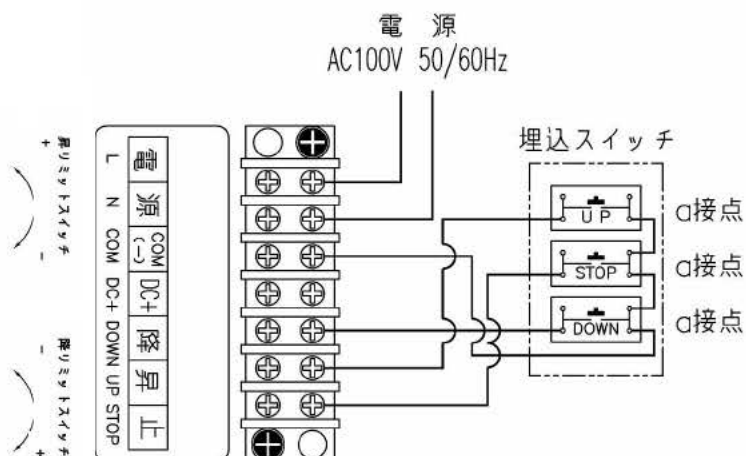 電 源
AC100V 50/60Hz
埋込スイッチ
UP
a接点
STOP
a接点
DOWN
a接点
昇リミットスイッチ
+
-
降リミットスイッチ
-
+
L N COM DC+ DOWN UP STOP
電 源 COM(-) DC+ 降 昇 止